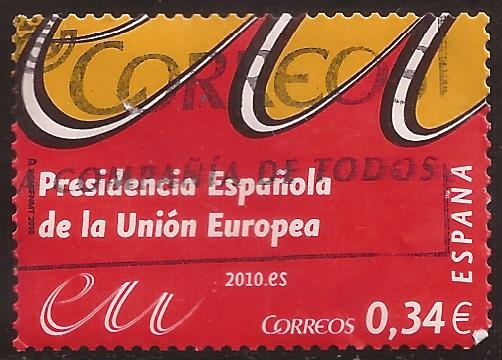 CORREOS
A COMPAÑÍA DE TODOS
Presidencia Española
de la Unión Europea
2010.es
eu
CORREOS 0,34 €
ESPAÑA